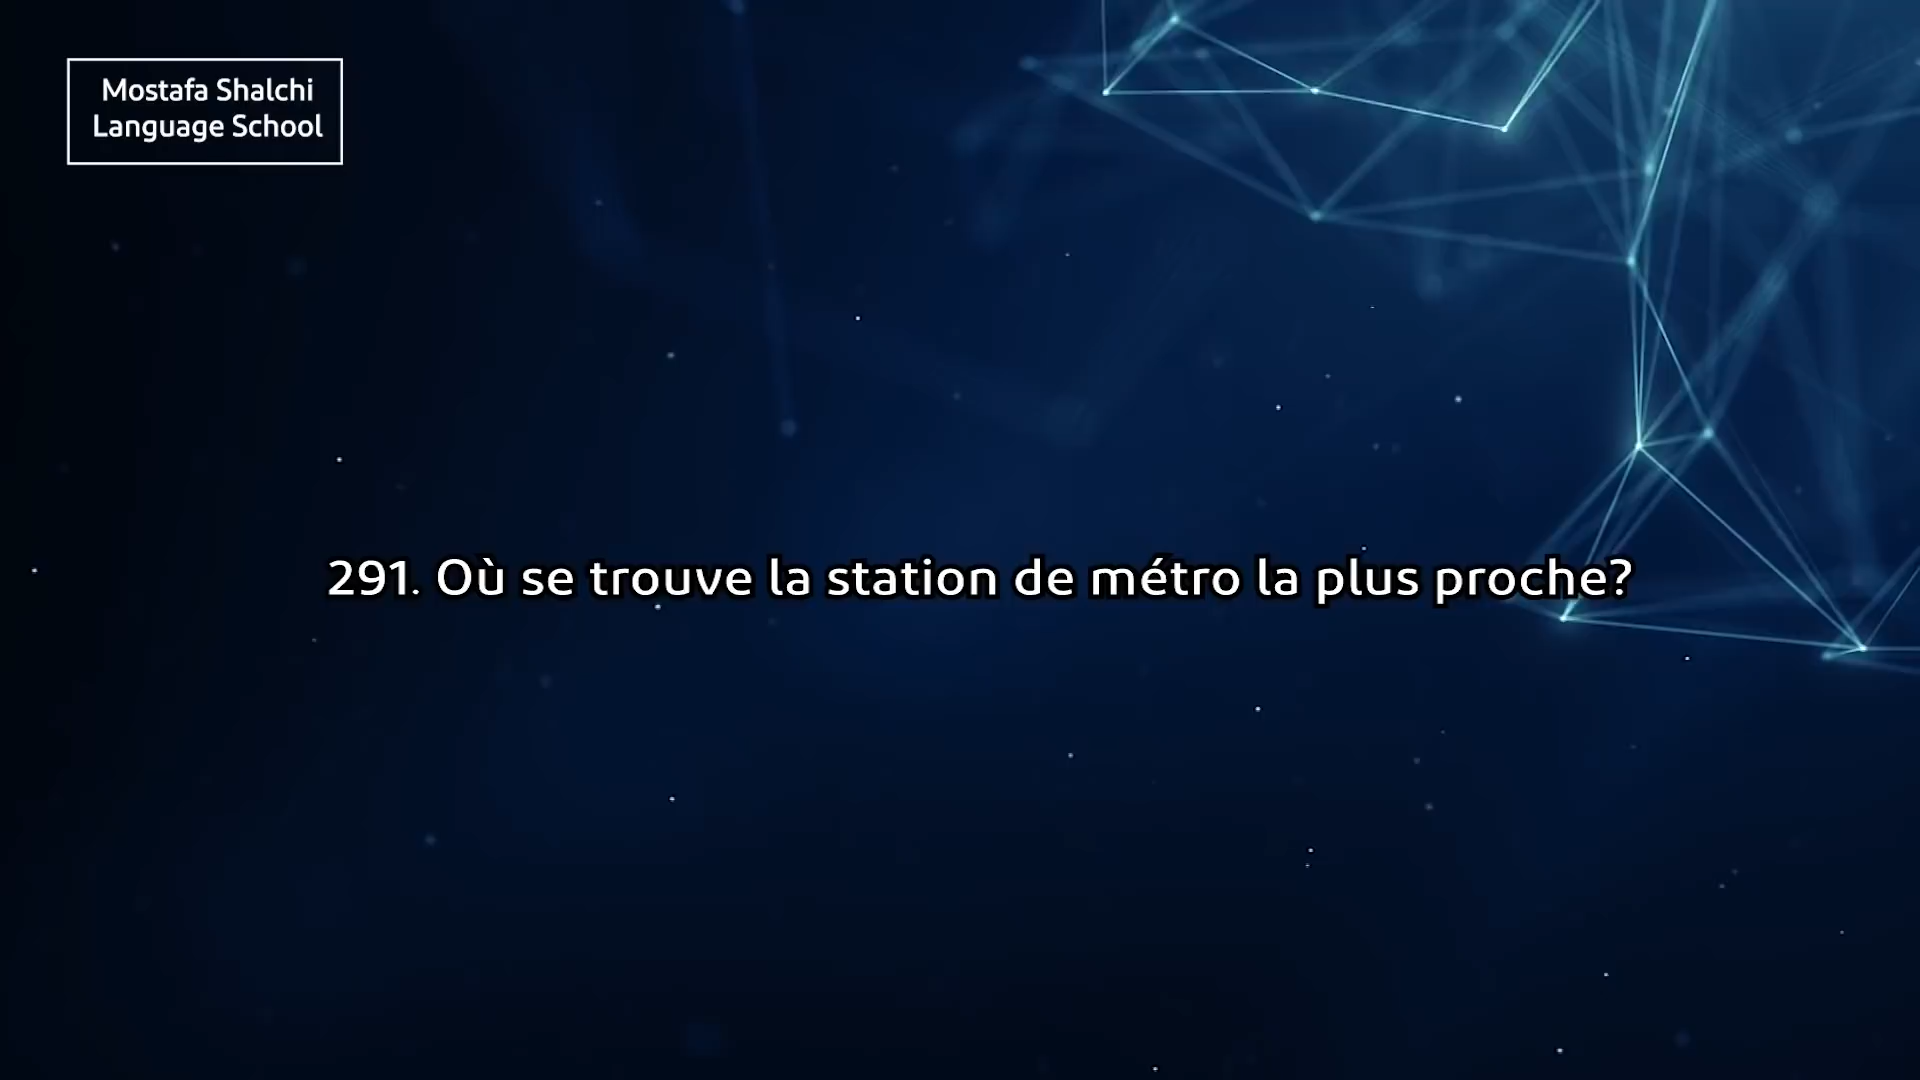 Mostafa Shalchi
Language School
291. Où se trouve la station de métro la plus proche?